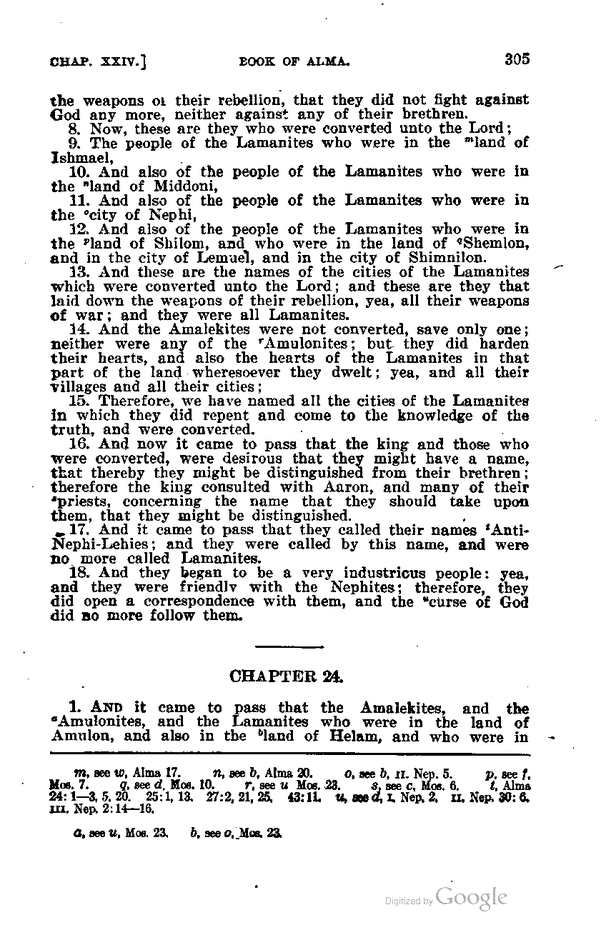 CHAP. XXIV.] BOOK OF ALMA. 305
the weapons of their rebellion, that they did not fight against
God any more, neither against any of their brethren.
8. Now, these are they who were converted unto the Lord;
9. The people of the Lamanites who were in the ᵐland of
Ishmael,
10. And also of the people of the Lamanites who were in
the ⁿland of Middoni,
11. And also of the people of the Lamanites who were in
the ᵒcity of Nephi,
12. And also of the people of the Lamanites who were in
the ᵖland of Shilom, and who were in the land of qShemlon,
and in the city of Lemuel, and in the city of Shimnilon.
13. And these are the names of the cities of the Lamanites
which were converted unto the Lord; and these are they that
laid down the weapons of their rebellion, yea, all their weapons
of war; and they were all Lamanites.
14. And the Amalekites were not converted, save only one;
neither were any of the ʳAmulonites; but they did harden
their hearts, and also the hearts of the Lamanites in that
part of the land wheresoever they dwelt; yea, and all their
villages and all their cities;
15. Therefore, we have named all the cities of the Lamanites
in which they did repent and come to the knowledge of the
truth, and were converted.
16. And now it came to pass that the king and those who
were converted, were desirous that they might have a name,
that thereby they might be distinguished from their brethren;
therefore the king consulted with Aaron, and many of their
ˢpriests, concerning the name that they should take upon
them, that they might be distinguished.
17. And it came to pass that they called their names ᵗAnti-
Nephi-Lehies; and they were called by this name, and were
no more called Lamanites.
18. And they began to be a very industrious people: yea,
and they were friendly with the Nephites; therefore, they
did open a correspondence with them, and the ᵘcurse of God
did no more follow them.
CHAPTER 24.
1. AND it came to pass that the Amalekites, and the
ᵃAmulonites, and the Lamanites who were in the land of
Amulon, and also in the ᵇland of Helam, and who were in
m, see w, Alma 17. n, see b, Alma 20. o, see b, II. Nep. 5. p, see f,
Mos. 7. q, see d, Mos. 10. r, see u Mos. 23. s, see c, Mos. 6. t, Alma
24:1—3, 5, 20. 25:1, 13. 27:2, 21, 25. 43:11. u, see d, I. Nep. 2. II. Nep. 30:6.
III. Nep. 2:14—16.
a, see u, Mos. 23. b, see o, Mos. 23.
Digitized by Google